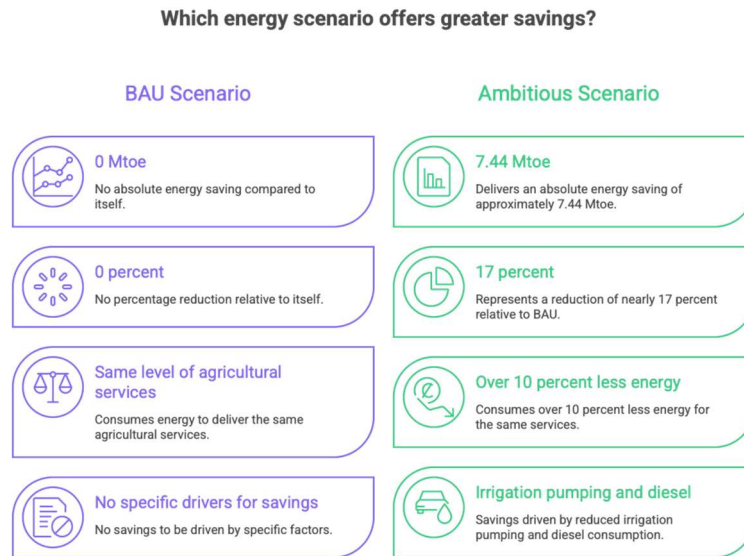 Which energy scenario offers greater savings?
BAU Scenario
0 Mtoe
No absolute energy saving compared to
itself.
0 percent
No percentage reduction relative to itself.
Same level of agricultural
services
Consumes energy to deliver the same
agricultural services.
No specific drivers for savings
No savings to be driven by specific factors.
Ambitious Scenario
7.44 Mtoe
Delivers an absolute energy saving of
approximately 7.44 Mtoe.
17 percent
Represents a reduction of nearly 17 percent
relative to BAU.
Over 10 percent less energy
Consumes over 10 percent less energy for
the same services.
Irrigation pumping and diesel
Savings driven by reduced irrigation
pumping and diesel consumption.